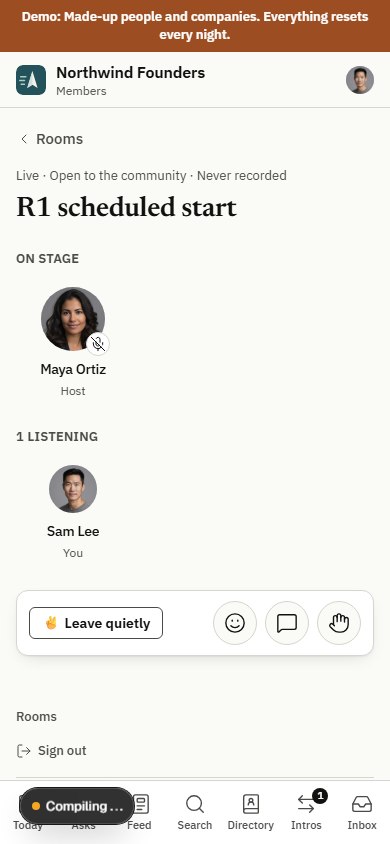 Demo: Made-up people and companies. Everything resets
every night.
Northwind Founders
Members
Rooms
Live · Open to the community · Never recorded
R1 scheduled start
ON STAGE
Maya Ortiz
Host
1 LISTENING
Sam Lee
You
✌️ Leave quietly
Rooms
Sign out
Compiling ...
1
Today Asks Feed Search Directory Intros Inbox